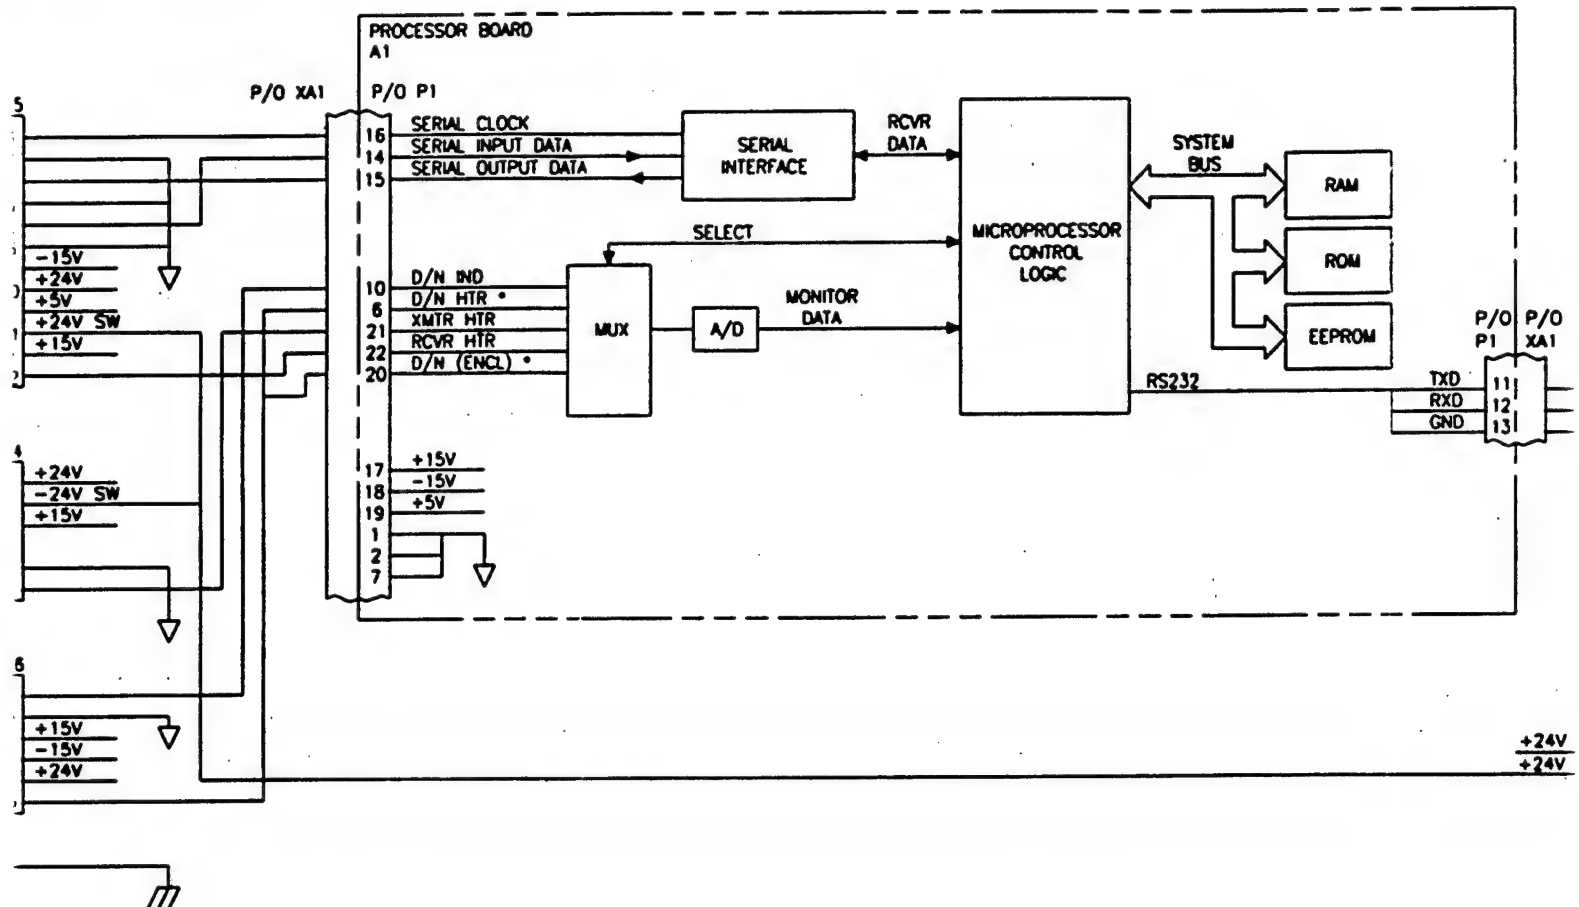 PROCESSOR BOARD
A1
P/O XA1
P/O P1
5
16 SERIAL CLOCK
14 SERIAL INPUT DATA
15 SERIAL OUTPUT DATA
SERIAL
INTERFACE
RCVR
DATA
SYSTEM
BUS
RAM
SELECT
MICROPROCESSOR
CONTROL
LOGIC
ROM
-15V
+24V
+5V
+24V SW
+15V
10 D/N IND
6 D/N HTR *
21 XMTR HTR
22 RCVR HTR
20 D/N (ENCL) *
MUX
A/D
MONITOR
DATA
EEPROM
P/O P/O
P1 XA1
RS232
TXD 11
RXD 12
GND 13
4
+24V
-24V SW
+15V
17 +15V
18 -15V
19 +5V
1
2
7
6
+15V
-15V
+24V
+24V
+24V